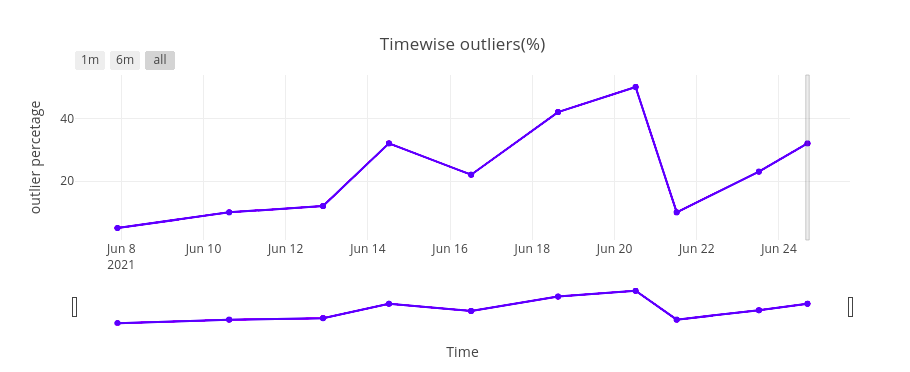 Timewise outliers(%)
1m 6m all
outlier percetage
40
20
Jun 8 Jun 10 Jun 12 Jun 14 Jun 16 Jun 18 Jun 20 Jun 22 Jun 24
2021
Time